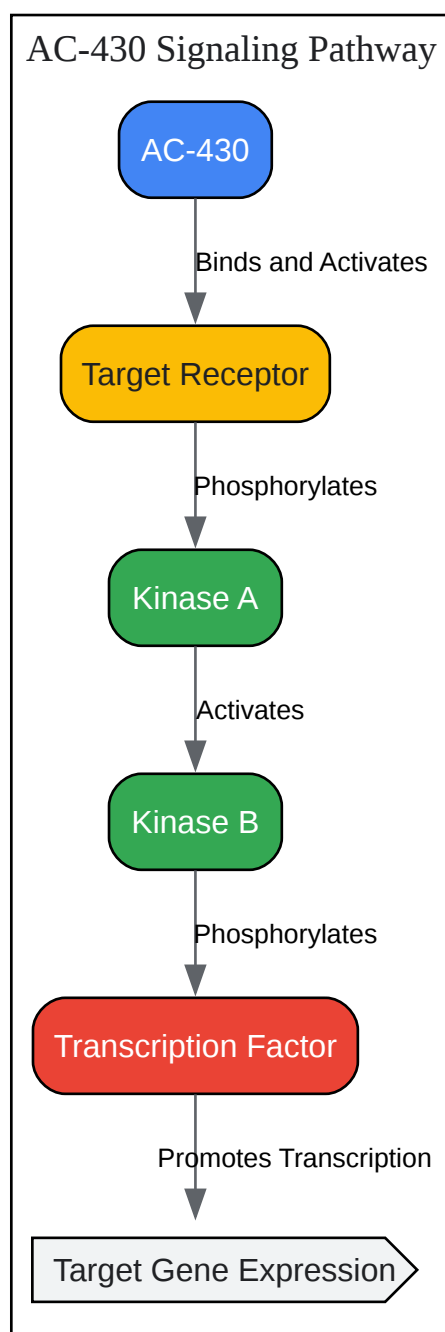 AC-430 Signaling Pathway
AC-430
Binds and Activates
Target Receptor
Phosphorylates
Kinase A
Activates
Kinase B
Phosphorylates
Transcription Factor
Promotes Transcription
Target Gene Expression